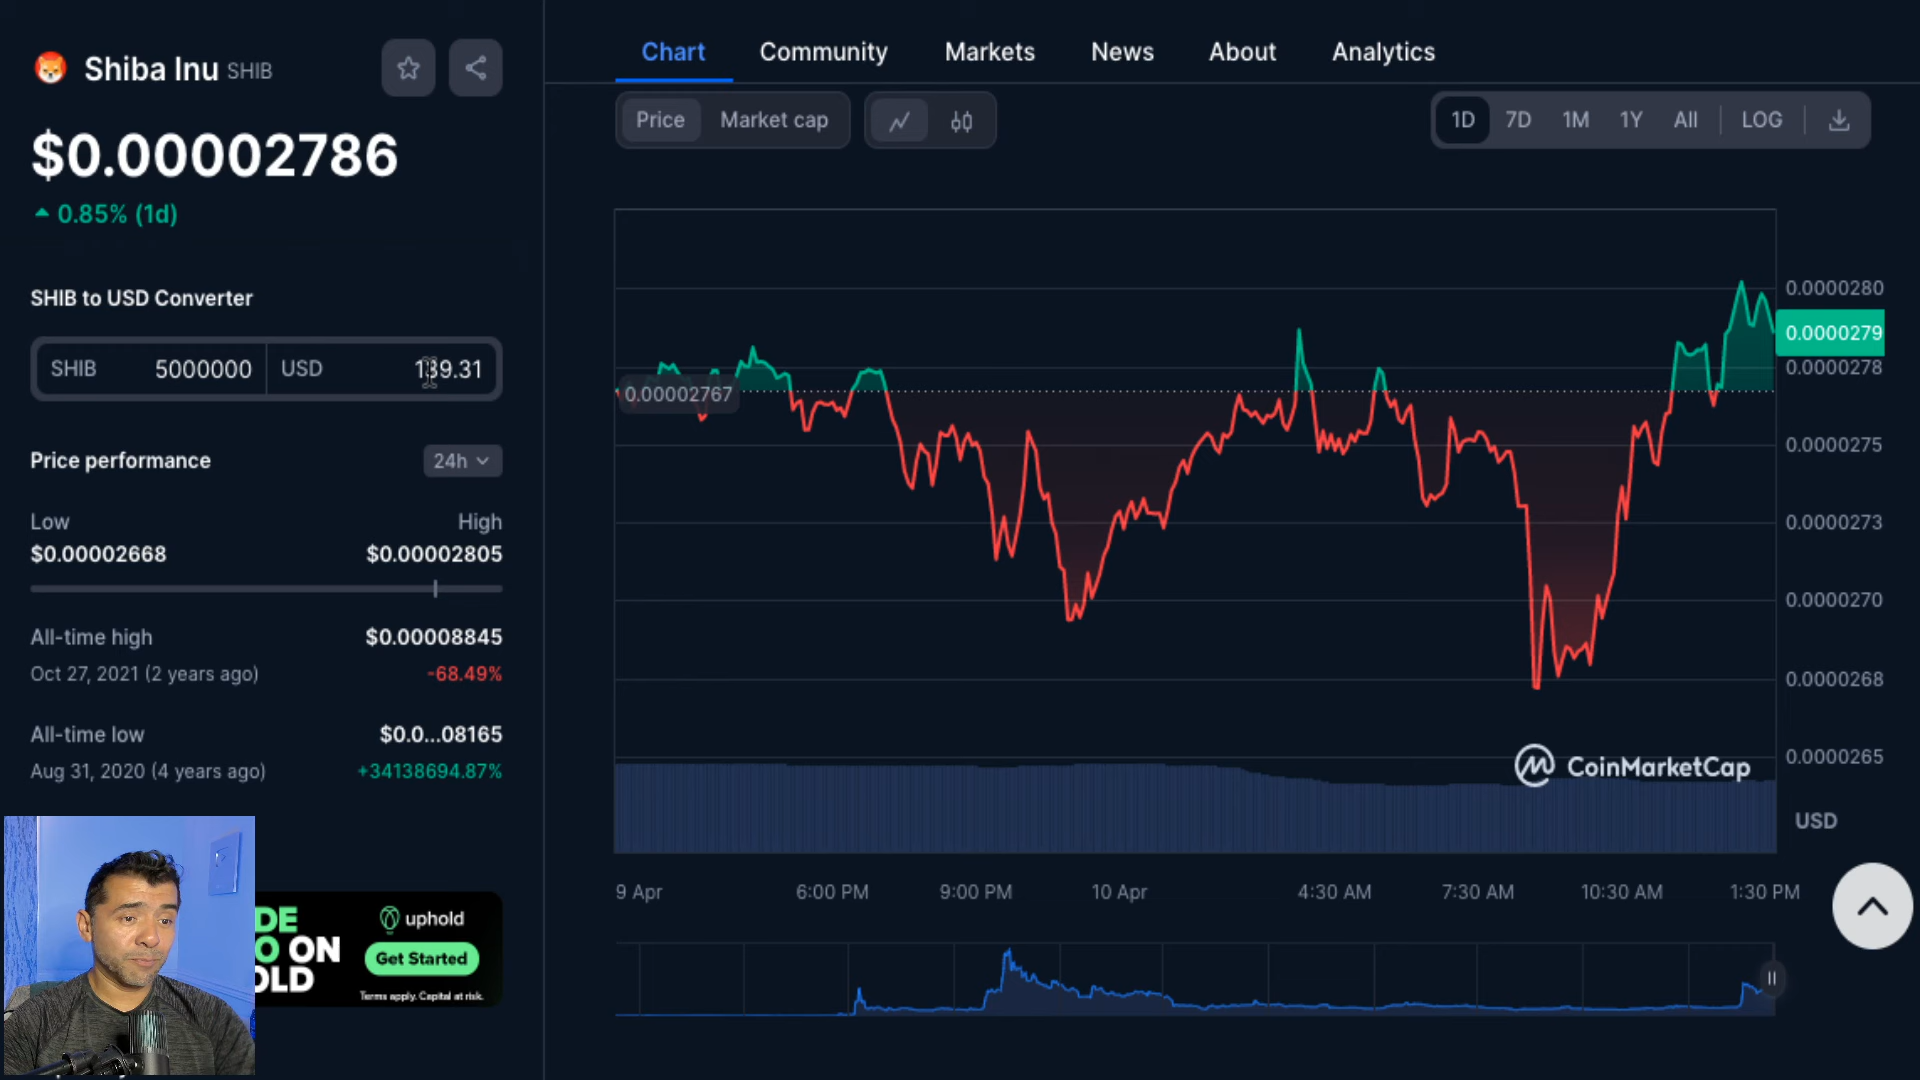 Shiba Inu SHIB
$0.00002786
0.85% (1d)
SHIB to USD Converter
SHIB 5000000 USD 139.31
Price performance 24h
Low High
$0.00002668 $0.00002805
All-time high $0.00008845
Oct 27, 2021 (2 years ago) -68.49%
All-time low $0.0...08165
Aug 31, 2020 (4 years ago) +34138694.87%
DE
O ON
OLD
uphold
Get Started
Terms apply. Capital at risk.
Chart Community Markets News About Analytics
Price Market cap
1D 7D 1M 1Y All LOG
0.00002767
0.0000280
0.0000279
0.0000278
0.0000275
0.0000273
0.0000270
0.0000268
0.0000265
CoinMarketCap
USD
9 Apr 6:00 PM 9:00 PM 10 Apr 4:30 AM 7:30 AM 10:30 AM 1:30 PM